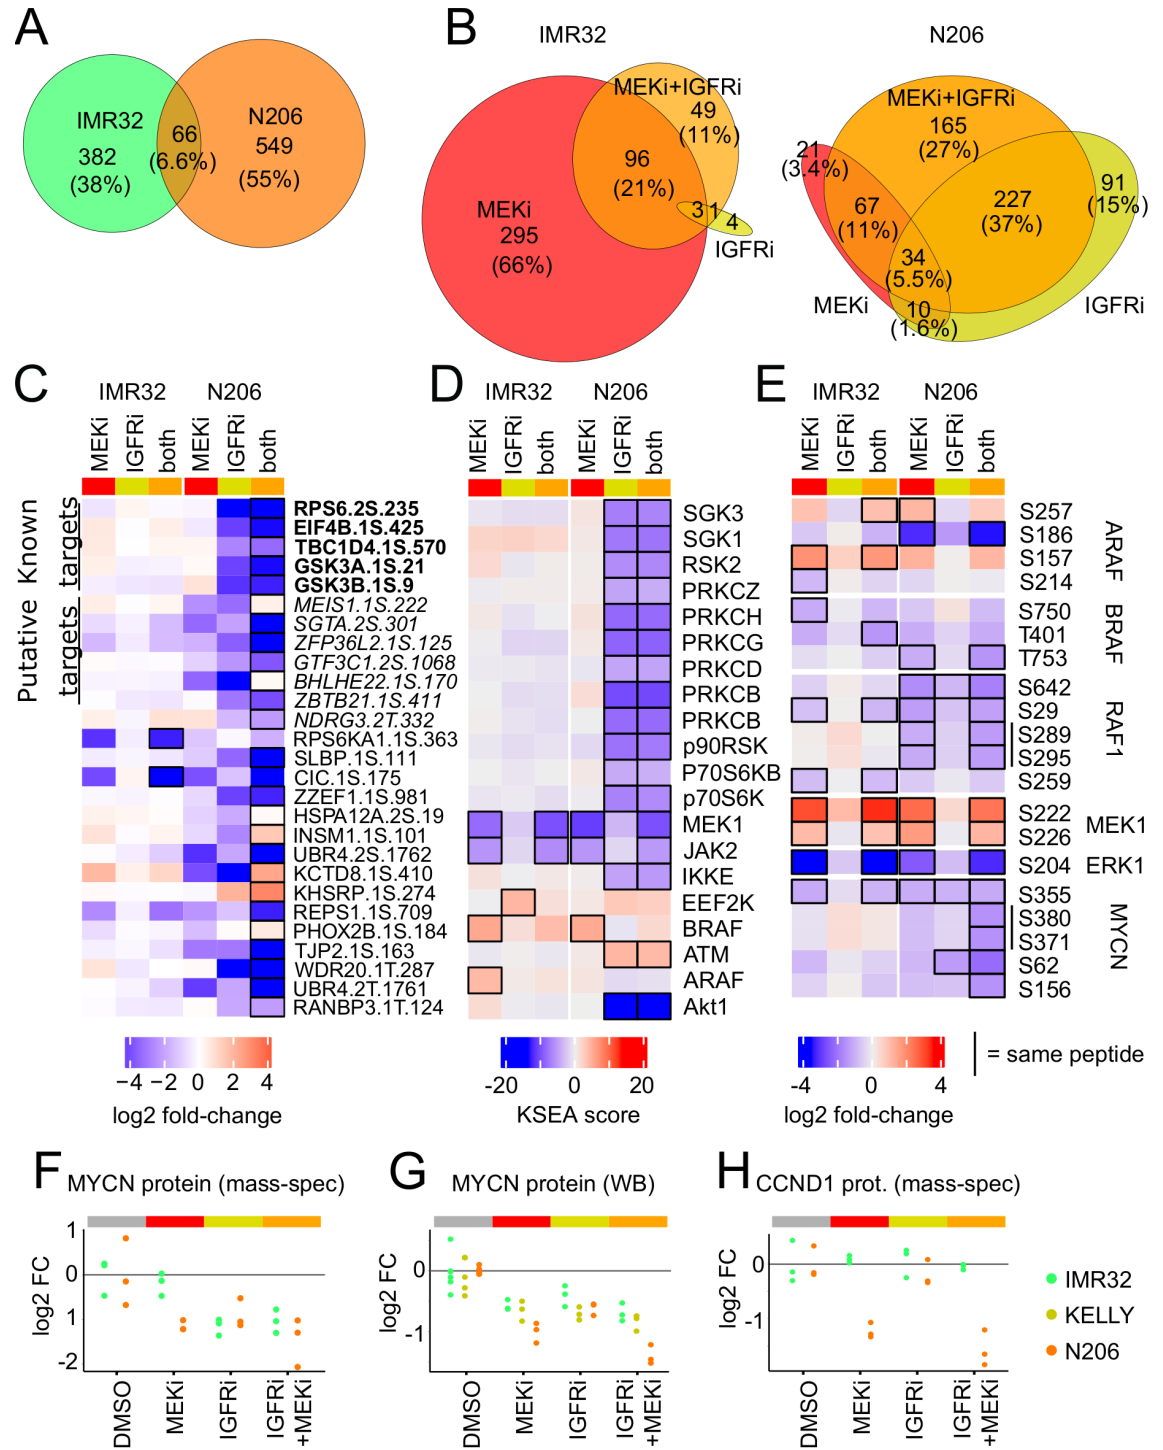 A
IMR32
382
(38%)
66
(6.6%)
N206
549
(55%)
B
IMR32
MEKi+IGFRi
49
(11%)
96
(21%)
MEKi
295
(66%)
3
1
4
IGFRi
N206
MEKi+IGFRi
165
(27%)
21
(3.4%)
67
(11%)
227
(37%)
91
(15%)
34
(5.5%)
10
(1.6%)
MEKi
IGFRi
C
IMR32 N206
MEKi IGFRi both MEKi IGFRi both
Known targets
Putative targets
RPS6.2S.235
EIF4B.1S.425
TBC1D4.1S.570
GSK3A.1S.21
GSK3B.1S.9
MEIS1.1S.222
SGTA.2S.301
ZFP36L2.1S.125
GTF3C1.2S.1068
BHLHE22.1S.170
ZBTB21.1S.411
NDRG3.2T.332
RPS6KA1.1S.363
SLBP.1S.111
CIC.1S.175
ZZEF1.1S.981
HSPA12A.2S.19
INSM1.1S.101
UBR4.2S.1762
KCTD8.1S.410
KHSRP.1S.274
REPS1.1S.709
PHOX2B.1S.184
TJP2.1S.163
WDR20.1T.287
UBR4.2T.1761
RANBP3.1T.124
−4 −2 0 2 4
log2 fold-change
D
IMR32 N206
MEKi IGFRi both MEKi IGFRi both
SGK3
SGK1
RSK2
PRKCZ
PRKCH
PRKCG
PRKCD
PRKCB
PRKCB
p90RSK
P70S6KB
p70S6K
MEK1
JAK2
IKKE
EEF2K
BRAF
ATM
ARAF
Akt1
-20 0 20
KSEA score
E
IMR32 N206
MEKi IGFRi both MEKi IGFRi both
S257
S186
S157
S214
ARAF
S750
T401
T753
BRAF
S642
S29
S289
S295
S259
RAF1
S222
S226
MEK1
S204 ERK1
S355
S380
S371
S62
S156
MYCN
-4 0 4
log2 fold-change
= same peptide
F
MYCN protein (mass-spec)
log2 FC
1
0
1
-2
DMSO
MEKi
IGFRi
IGFRi +MEKi
G
MYCN protein (WB)
log2 FC
0
-1
DMSO
MEKi
IGFRi
IGFRi +MEKi
H
CCND1 prot. (mass-spec)
log2 FC
0
-1
DMSO
MEKi
IGFRi
IGFRi +MEKi
IMR32
KELLY
N206